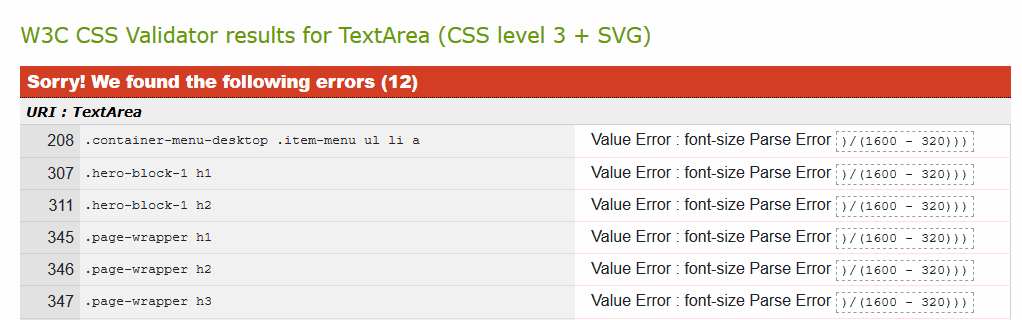 W3C CSS Validator results for TextArea (CSS level 3 + SVG)
Sorry! We found the following errors (12)
URI : TextArea
208 .container-menu-desktop .item-menu ul li a Value Error : font-size Parse Error )/(1600 - 320)))
307 .hero-block-1 h1 Value Error : font-size Parse Error )/(1600 - 320)))
311 .hero-block-1 h2 Value Error : font-size Parse Error )/(1600 - 320)))
345 .page-wrapper h1 Value Error : font-size Parse Error )/(1600 - 320)))
346 .page-wrapper h2 Value Error : font-size Parse Error )/(1600 - 320)))
347 .page-wrapper h3 Value Error : font-size Parse Error )/(1600 - 320)))